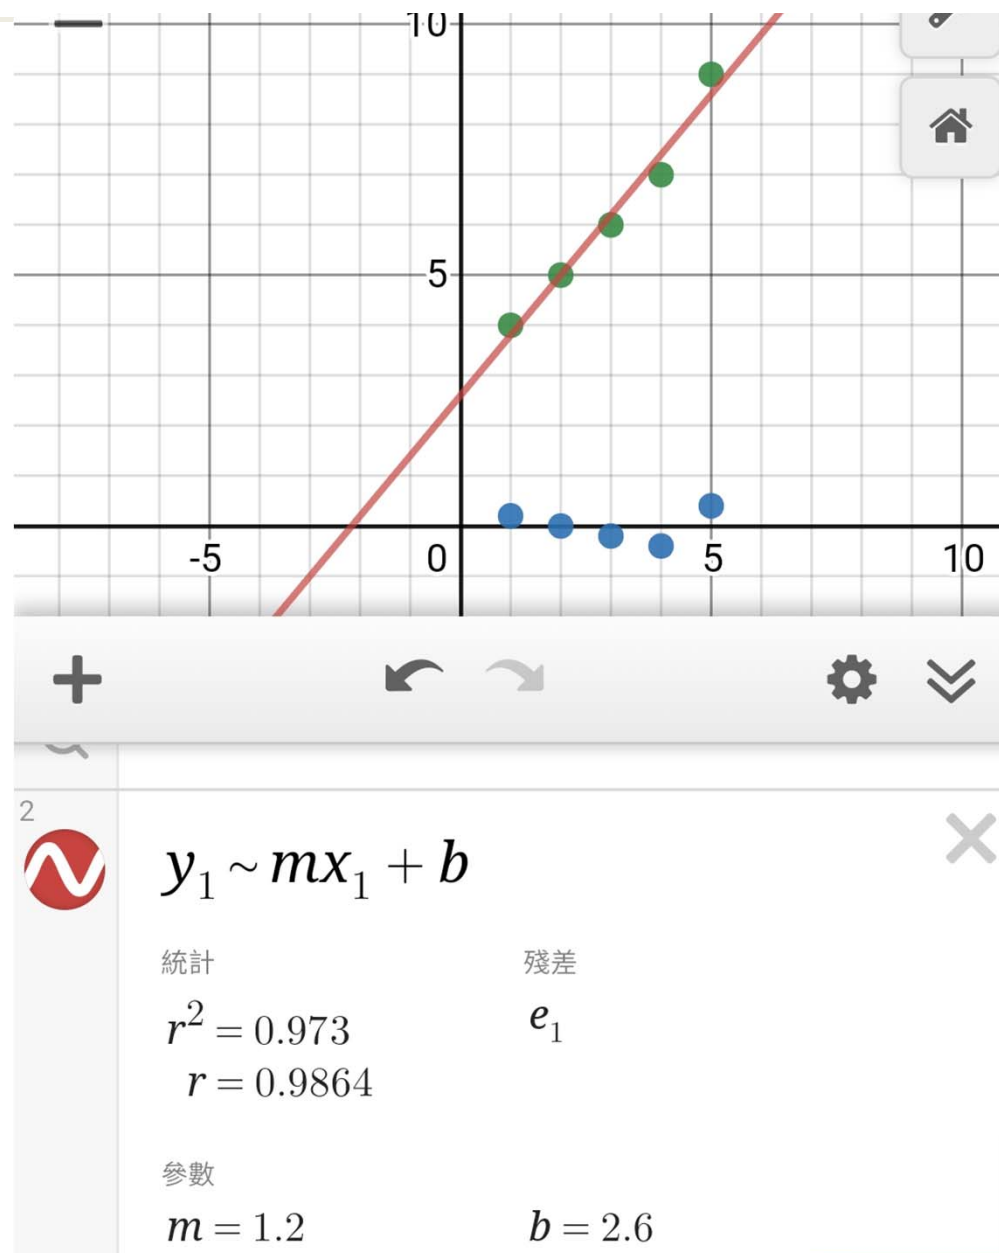 10
5
-5 0 5 10
2
y₁ ~ mx₁ + b
統計 殘差
r² = 0.973 e₁
r = 0.9864
參數
m = 1.2 b = 2.6